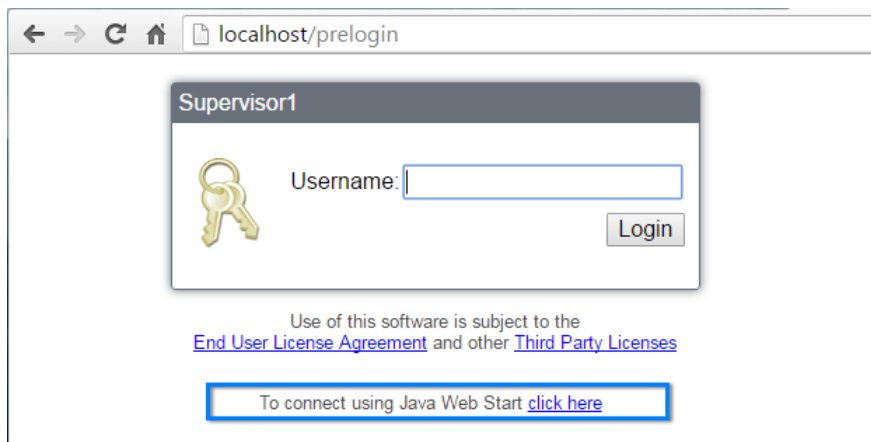 localhost/prelogin
Supervisor1
Username:
Login
Use of this software is subject to the
End User License Agreement and other Third Party Licenses
To connect using Java Web Start click here